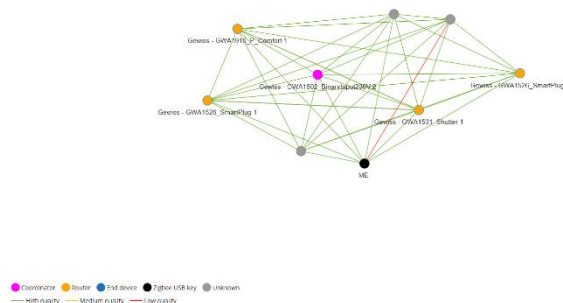 Gewiss - GWA1916_P_Comfort 1
Gewiss - GWA1502_BinaryInput230V 2
Gewiss - GWA1526_SmartPlug
Gewiss - GWA1526_SmartPlug 1
Gewiss - GWA1531_Shutter 1
ME
Coordinator Router End device Zigbee USB key Unknown
High quality Medium quality Low quality